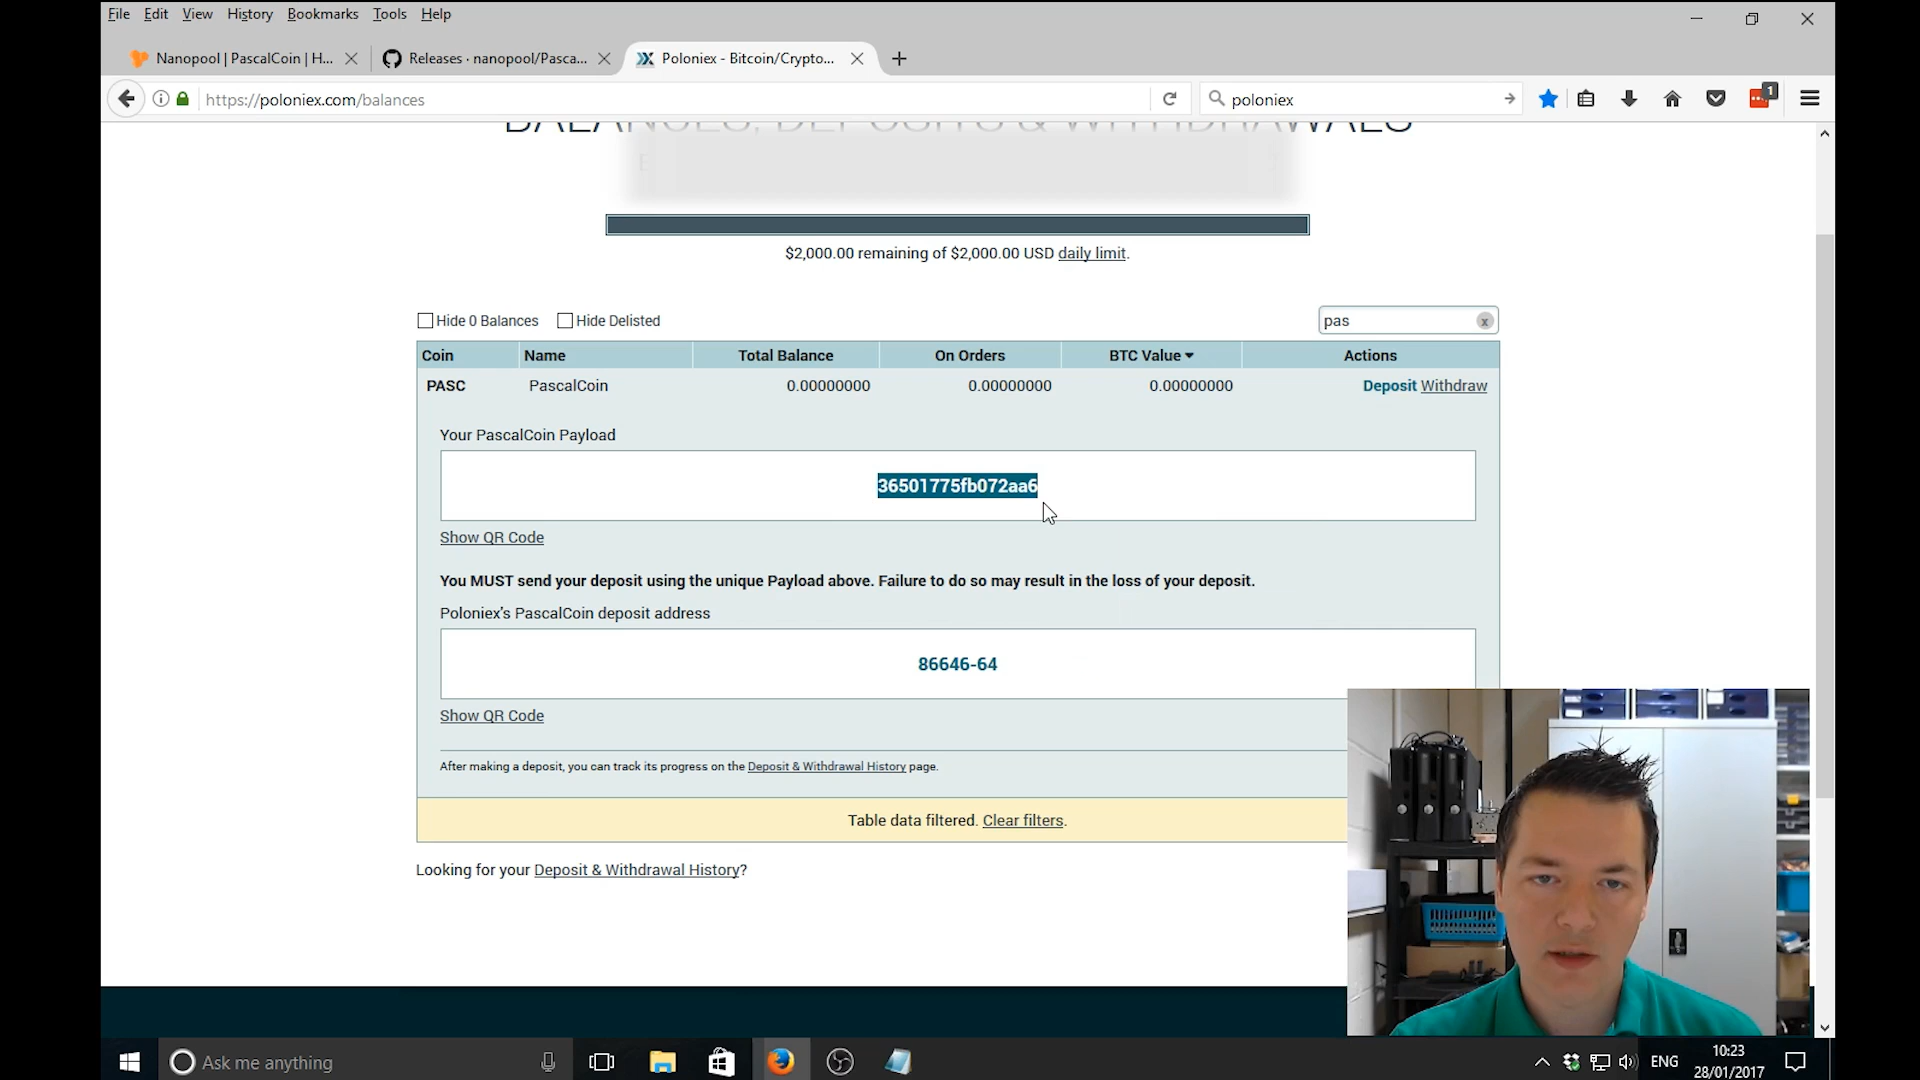 File Edit View History Bookmarks Tools Help
Nanopool | PascalCoin | H...
Releases · nanopool/Pasca...
Poloniex - Bitcoin/Crypto...
https://poloniex.com/balances
poloniex
1
BALANCES, DEPOSITS & WITHDRAWALS
$2,000.00 remaining of $2,000.00 USD daily limit.
Hide 0 Balances Hide Delisted
pas
x
Coin Name Total Balance On Orders BTC Value Actions
PASC PascalCoin 0.00000000 0.00000000 0.00000000 Deposit Withdraw
Your PascalCoin Payload
36501775fb072aa6
Show QR Code
You MUST send your deposit using the unique Payload above. Failure to do so may result in the loss of your deposit.
Poloniex's PascalCoin deposit address
86646-64
Show QR Code
After making a deposit, you can track its progress on the Deposit & Withdrawal History page.
Table data filtered. Clear filters.
Looking for your Deposit & Withdrawal History?
Ask me anything
ENG
10:23
28/01/2017